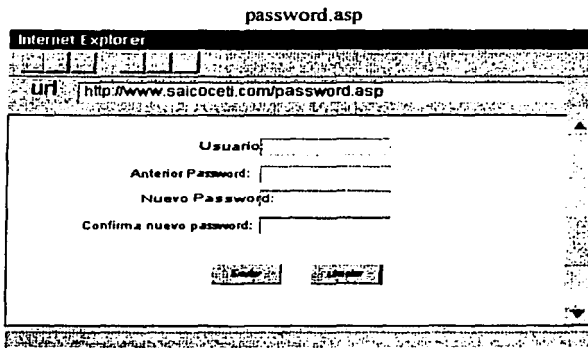 password.asp
Internet Explorer
url http://www.saicoceti.com/password.asp
Usuario:
Anterior Password:
Nuevo Password:
Confirma nuevo password: